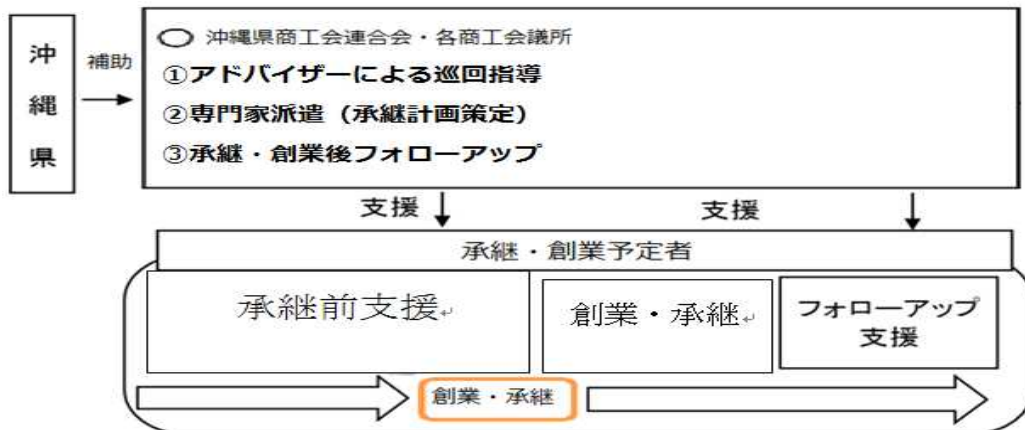 沖縄県
補助
○ 沖縄県商工会連合会・各商工会議所
①アドバイザーによる巡回指導
②専門家派遣（承継計画策定）
③承継・創業後フォローアップ
支援
支援
承継・創業予定者
承継前支援
創業・承継
フォローアップ
支援
創業・承継